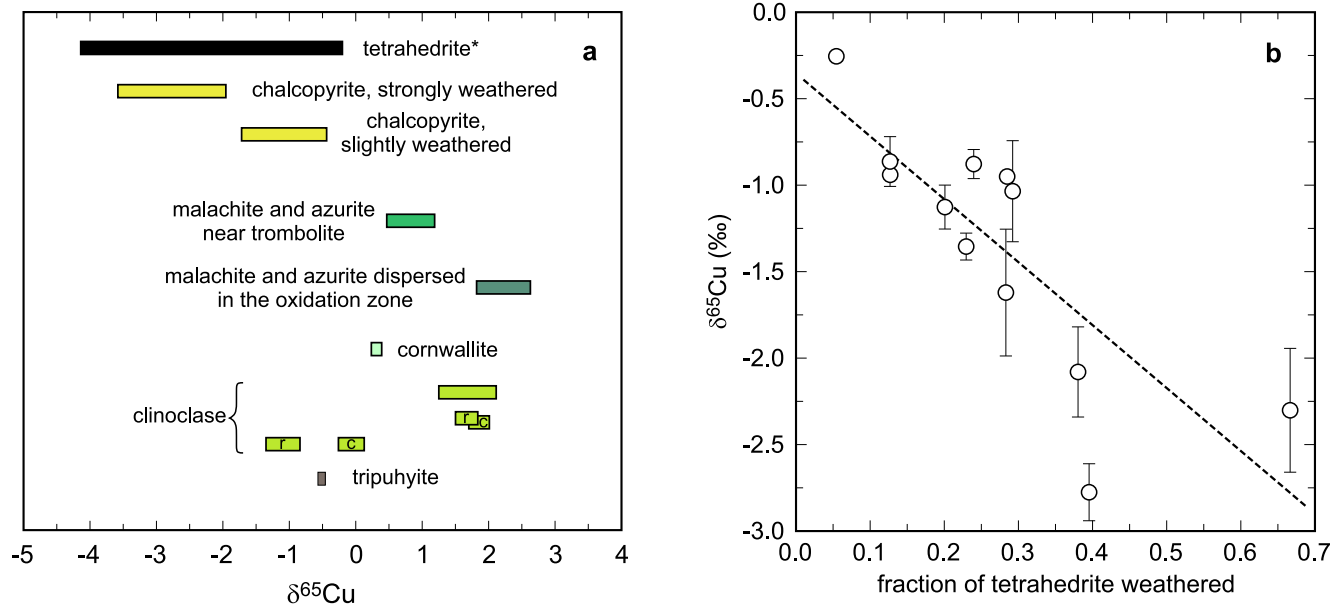 a
tetrahedrite*
chalcopyrite, strongly weathered
chalcopyrite,
slightly weathered
malachite and azurite
near trombolite
malachite and azurite dispersed
in the oxidation zone
cornwallite
clinoclase
r
c
r
c
tripuhyite
-5 -4 -3 -2 -1 0 1 2 3 4
δ⁶⁵Cu
b
0.0
-0.5
-1.0
-1.5
-2.0
-2.5
-3.0
δ⁶⁵Cu (‰)
0.0 0.1 0.2 0.3 0.4 0.5 0.6 0.7
fraction of tetrahedrite weathered